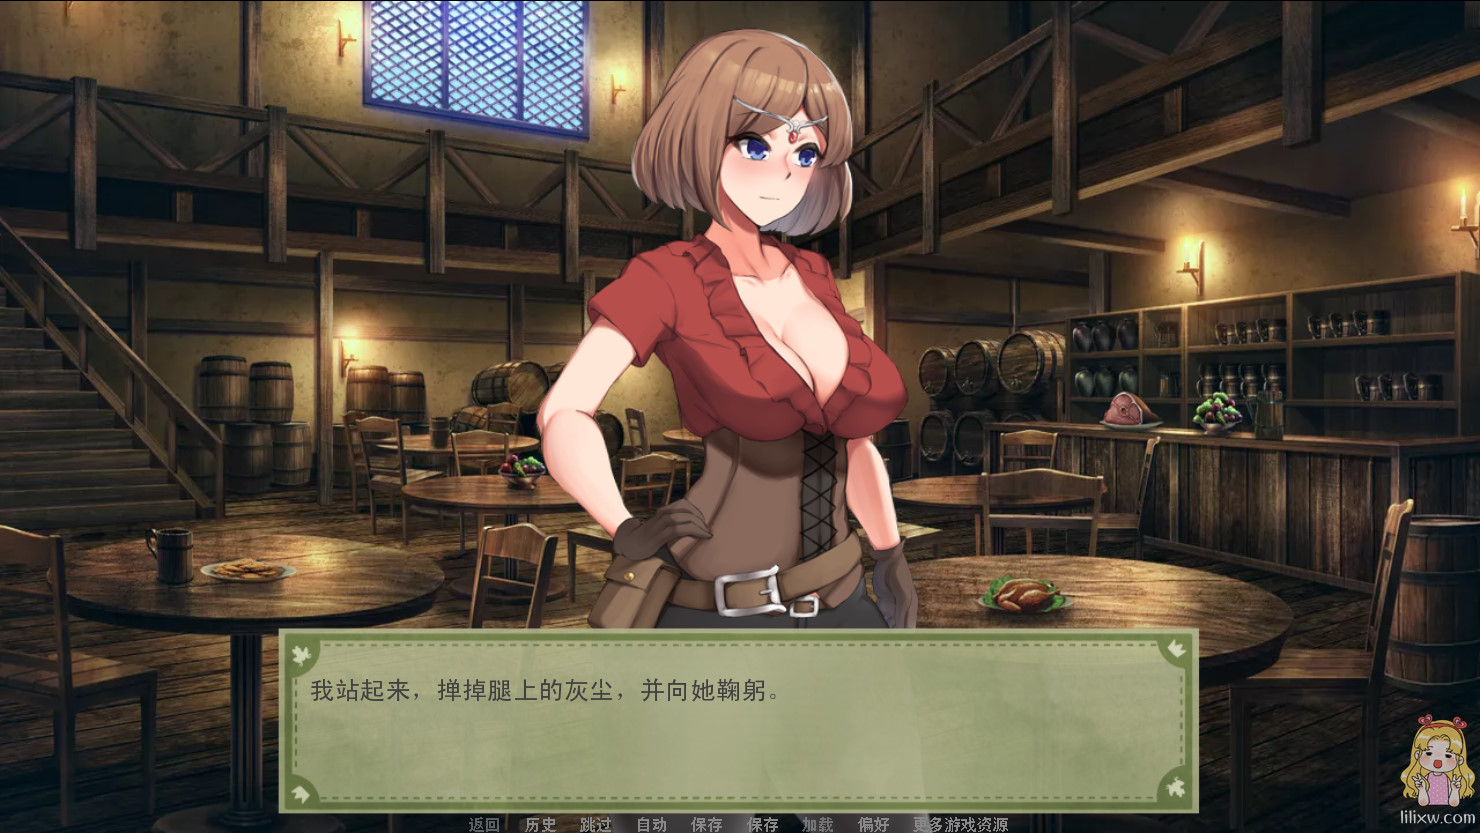 我站起来，掸掉腿上的灰尘，并向她鞠躬。
返回 历史 跳过 自动 保存 保存 加载 偏好 更多游戏资源
lilixw.com